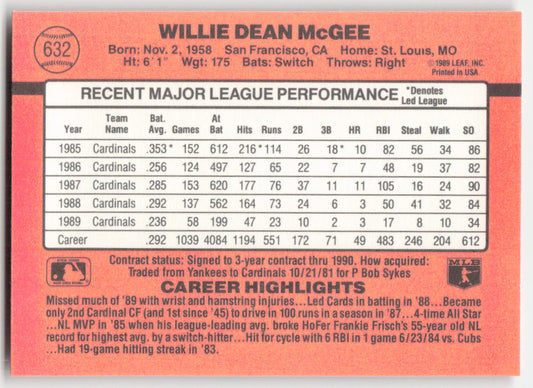 632
WILLIE DEAN McGEE
Born: Nov. 2, 1958 San Francisco, CA Home: St. Louis, MO
Ht: 6'1" Wgt: 175 Bats: Switch Throws: Right
©1989 LEAF, INC.
Printed in USA
RECENT MAJOR LEAGUE PERFORMANCE *Denotes Led League
Year Team Name Bat. Avg. Games At Bat Hits Runs 2B 3B HR RBI Steal Walk SO
1985 Cardinals .353* 152 612 216* 114 26 18* 10 82 56 34 86
1986 Cardinals .256 124 497 127 65 22 7 7 48 19 37 82
1987 Cardinals .285 153 620 177 76 37 11 11 105 16 24 90
1988 Cardinals .292 137 562 164 73 24 6 3 50 41 32 84
1989 Cardinals .236 58 199 47 23 10 2 3 17 8 10 34
Career .292 1039 4084 1194 551 172 71 49 483 246 204 612
Contract status: Signed to 3-year contract thru 1990. How acquired:
Traded from Yankees to Cardinals 10/21/81 for P Bob Sykes
MLB
CAREER HIGHLIGHTS
Missed much of '89 with wrist and hamstring injuries...Led Cards in batting in '88...Became
only 2nd Cardinal CF (and 1st since '45) to drive in 100 runs in a season in '87...4-time All Star
...NL MVP in '85 when his league-leading avg. broke HoFer Frankie Frisch's 55-year old NL
record for highest avg. by a switch-hitter...Hit for cycle with 6 RBI in 1 game 6/23/84 vs. Cubs
...Had 19-game hitting streak in '83.